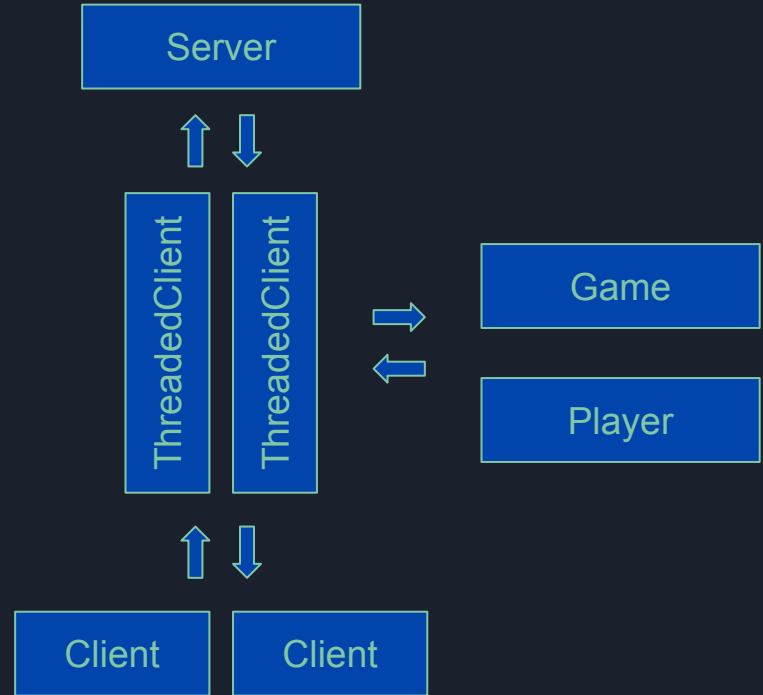 Server
ThreadedClient
ThreadedClient
Game
Player
Client
Client